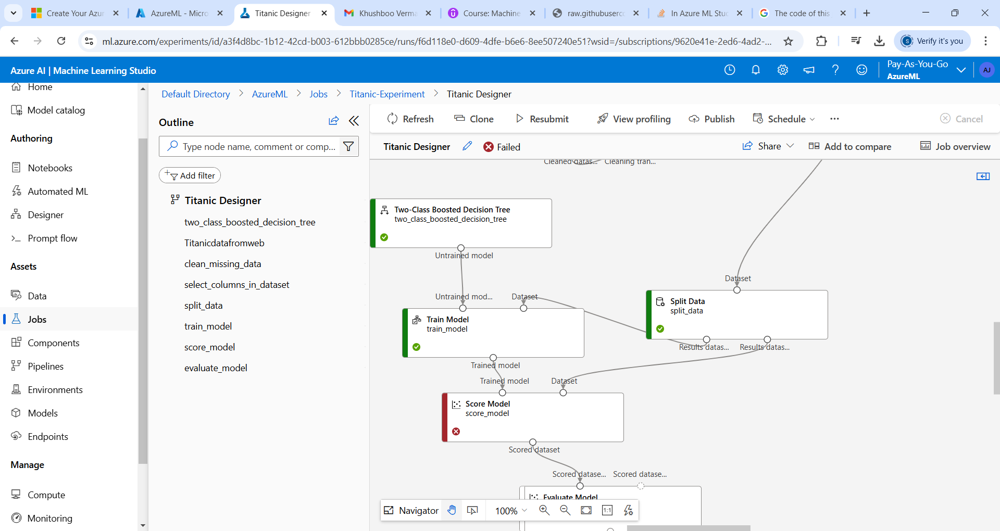 Create Your Azur
AzureML - Micro
Titanic Designer
Khushboo Verma
Course: Machine
raw.githubuserco
In Azure ML Stud
The code of this
ml.azure.com/experiments/id/a3f4d8bc-1b12-42cd-b003-612bbb0285ce/runs/f6d118e0-d609-4dfe-b6e6-8ee507240e51?wsid=/subscriptions/9620e41e-2ed6-4ad2-...
S
Verify it's you
Azure AI | Machine Learning Studio
Pay-As-You-Go
AzureML
AJ
Home
Model catalog
Authoring
Notebooks
Automated ML
Designer
Prompt flow
Assets
Data
Jobs
Components
Pipelines
Environments
Models
Endpoints
Manage
Compute
Monitoring
Default Directory > AzureML > Jobs > Titanic-Experiment > Titanic Designer
Outline
Type node name, comment or comp...
Add filter
Titanic Designer
two_class_boosted_decision_tree
Titanicdatafromweb
clean_missing_data
select_columns_in_dataset
split_data
train_model
score_model
evaluate_model
Refresh
Clone
Resubmit
View profiling
Publish
Schedule
...
Cancel
Titanic Designer
Failed
Share
Add to compare
Job overview
Cleaned datas... Cleaning tran...
Two-Class Boosted Decision Tree
two_class_boosted_decision_tree
Untrained model
Dataset
Untrained mod... Dataset
Split Data
split_data
Train Model
train_model
Results datas... Results datas...
Trained model
Trained model Dataset
Score Model
score_model
Scored dataset
Scored datase... Scored datase...
Evaluate Model
Navigator
100%
1:1